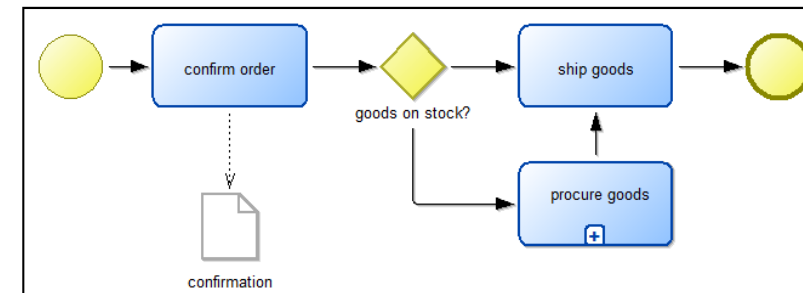 confirm order
ship goods
goods on stock?
procure goods
confirmation